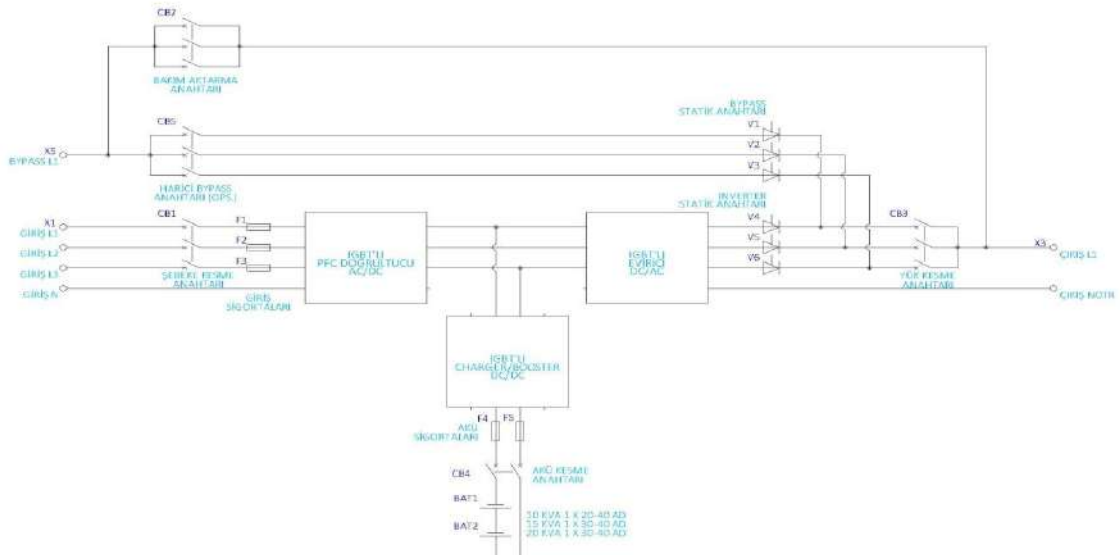 CB2
BAKIM AKTARMA
ANAHTARI
BYPASS
STATİK ANAHTARI
CB5
V1
V2
V3
X5
BYPASS L1
HARİCİ BYPASS
ANAHTARI (OPS.)
INVERTER
STATİK ANAHTARI
X1
CB1
F1
V4
CB3
GİRİŞ L1
F2
V5
GİRİŞ L2
F3
V6
GİRİŞ L3
IGBT'Lİ
PFC DOĞRULTUCU
AC/DC
IGBT'Lİ
EVİRİCİ
DC/AC
X3
ÇIKIŞ L1
ŞEBEKE KESME
ANAHTARI
YÜK KESME
ANAHTARI
GİRİŞ N
GİRİŞ
SİGORTALARI
ÇIKIŞ NOTR
IGBT'Lİ
CHARGER/BOOSTER
DC/DC
F4
F5
AKÜ
SİGORTALARI
CB4
AKÜ KESME
ANAHTARI
BAT1
BAT2
10 KVA 1 X 20-40 AD
15 KVA 1 X 30-40 AD
20 KVA 1 X 30-40 AD